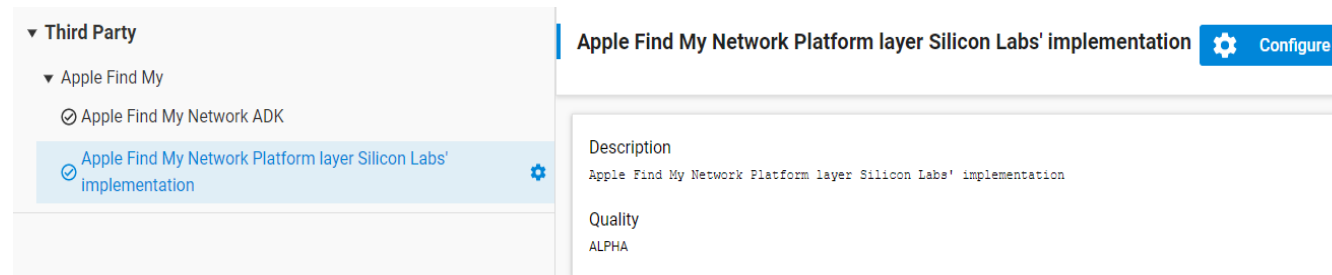 Third Party
Apple Find My
Apple Find My Network ADK
Apple Find My Network Platform layer Silicon Labs'
implementation
Apple Find My Network Platform layer Silicon Labs' implementation
Configure
Description
Apple Find My Network Platform layer Silicon Labs' implementation
Quality
ALPHA